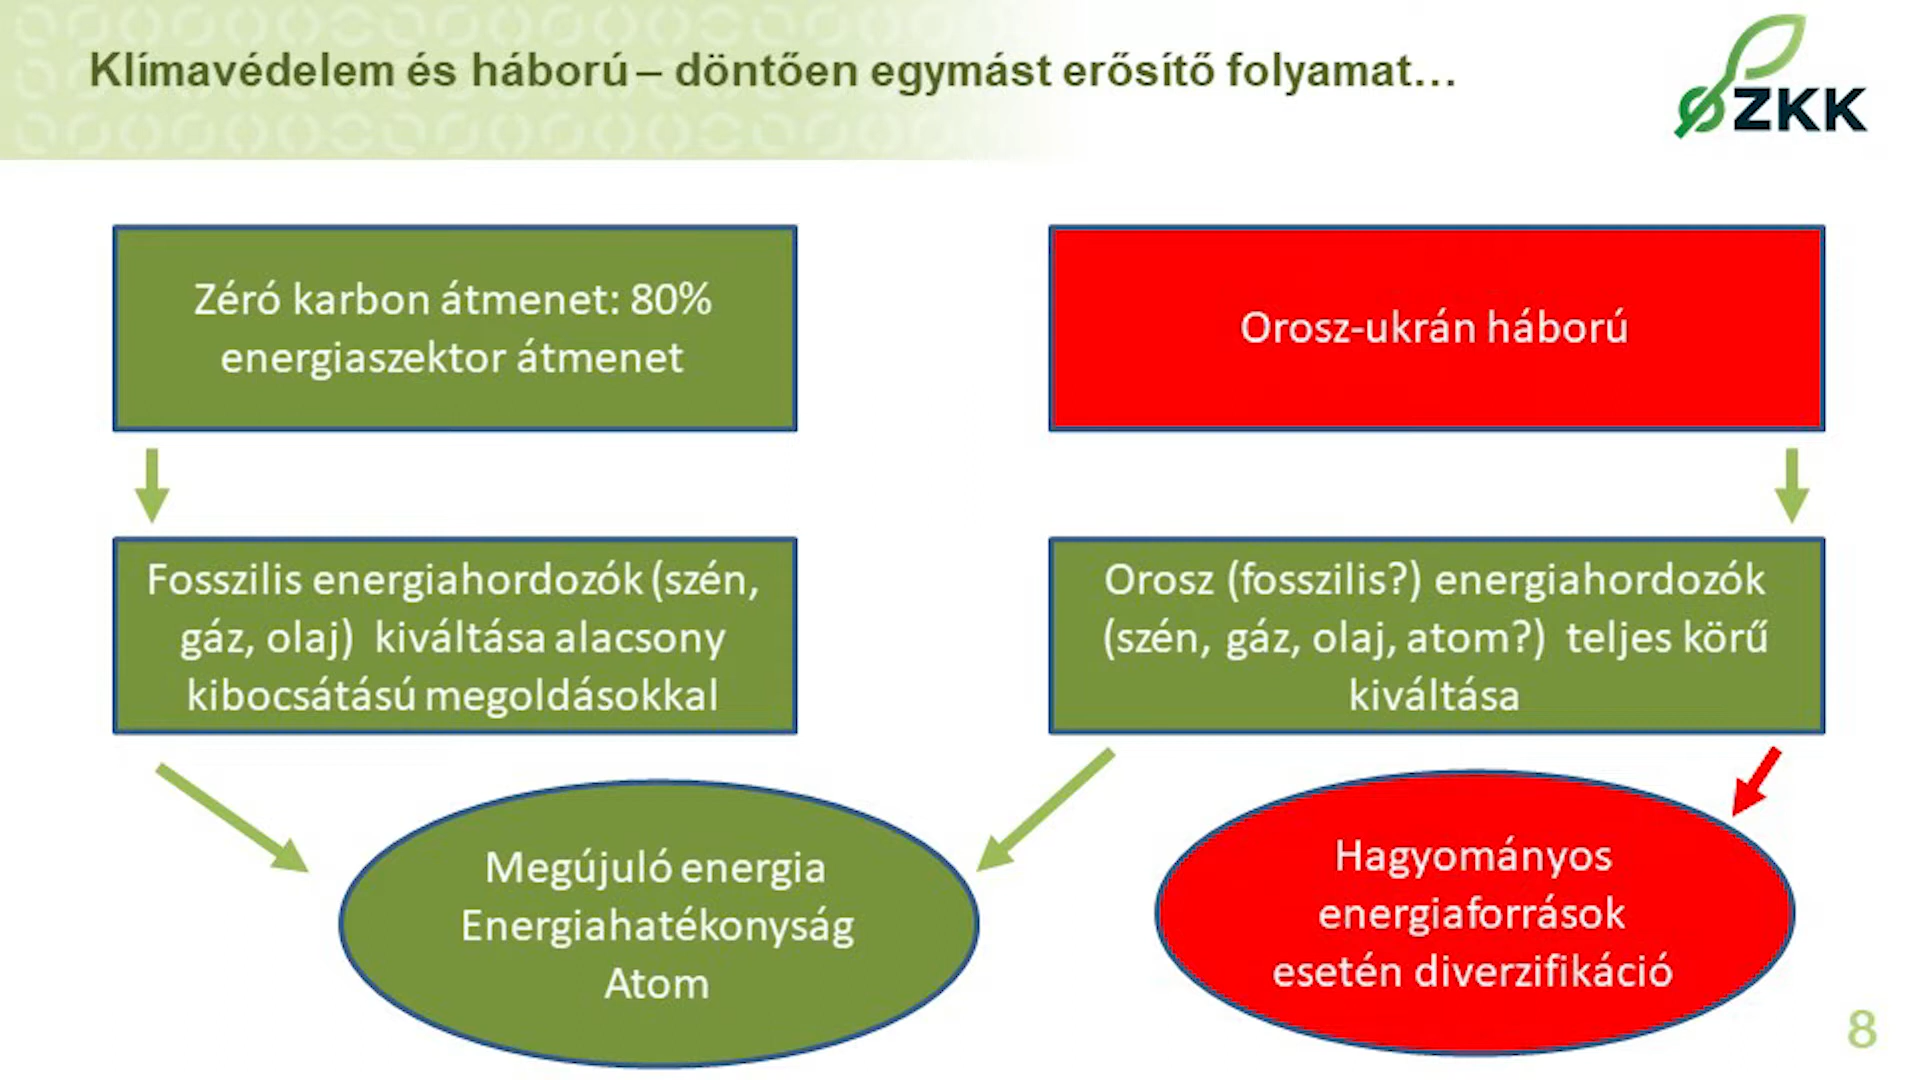 Klímavédelem és háború – döntően egymást erősítő folyamat…
ZKK
Zéró karbon átmenet: 80%
energiaszektor átmenet
Orosz-ukrán háború
Fosszilis energiahordozók (szén,
gáz, olaj) kiváltása alacsony
kibocsátású megoldásokkal
Orosz (fosszilis?) energiahordozók
(szén, gáz, olaj, atom?) teljes körű
kiváltása
Megújuló energia
Energiahatékonyság
Atom
Hagyományos
energiaforrások
esetén diverzifikáció
8